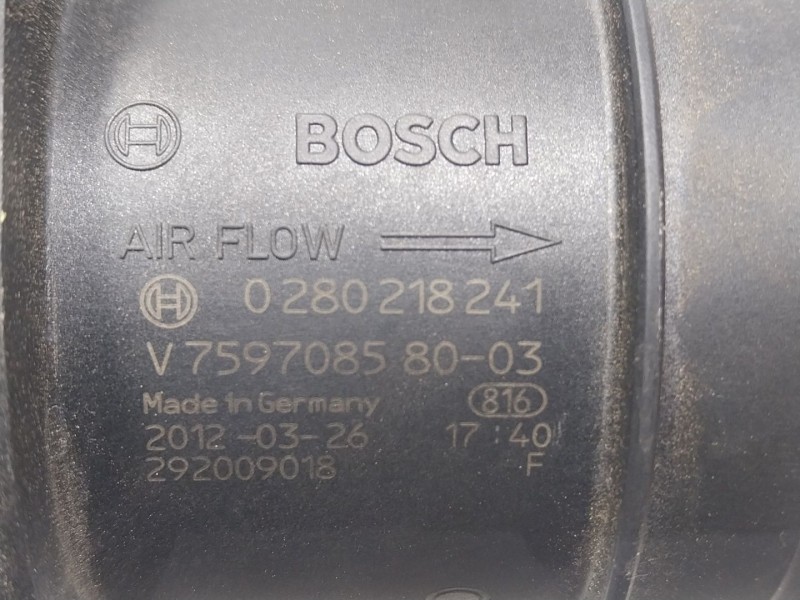 BOSCH
AIR FLOW
0 280 218 241
V 7597085 80-03
Made in Germany 816
2012-03-26 17:40
292009018 F